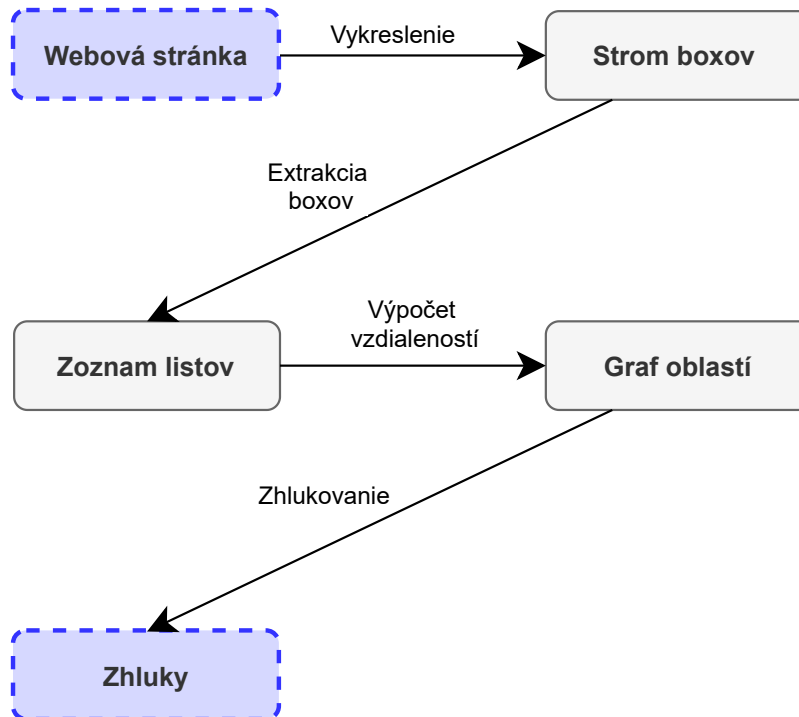 Webová stránka
Vykreslenie
Strom boxov
Extrakcia
boxov
Zoznam listov
Výpočet
vzdialeností
Graf oblastí
Zhlukovanie
Zhluky